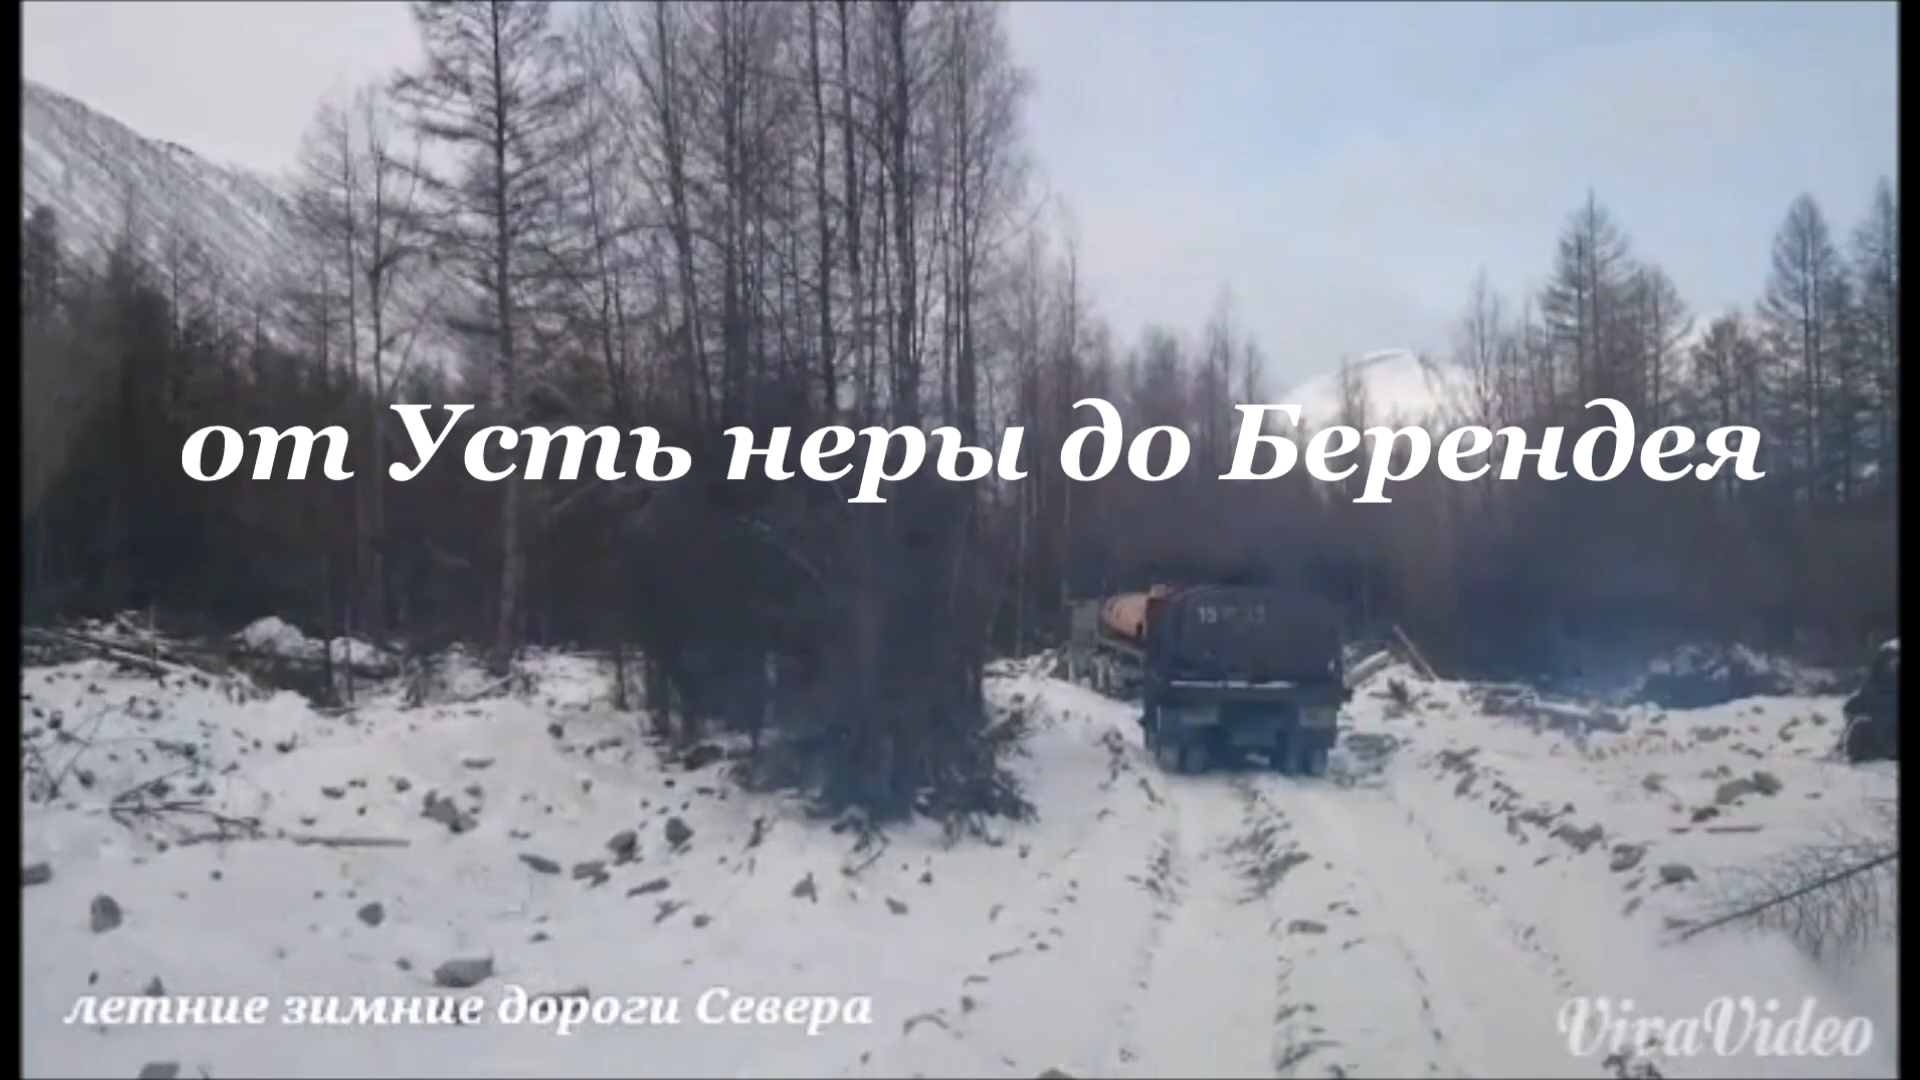 от Усть неры до Берендея
летние зимние дороги Севера
VivaVideo